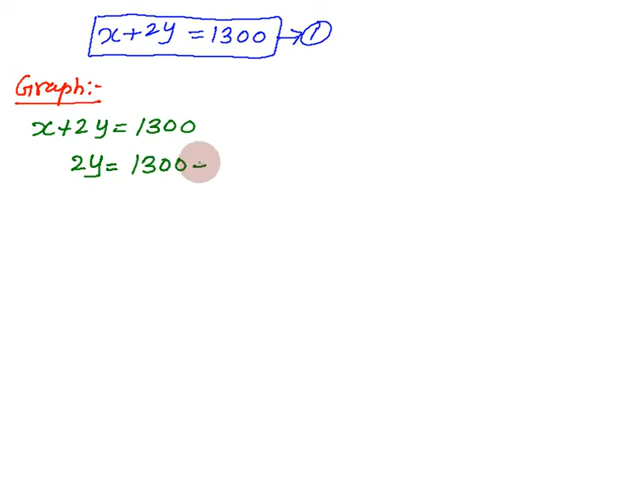 x+2y = 1300 → ①
Graph:-
x+2y = 1300
2y = 1300 -